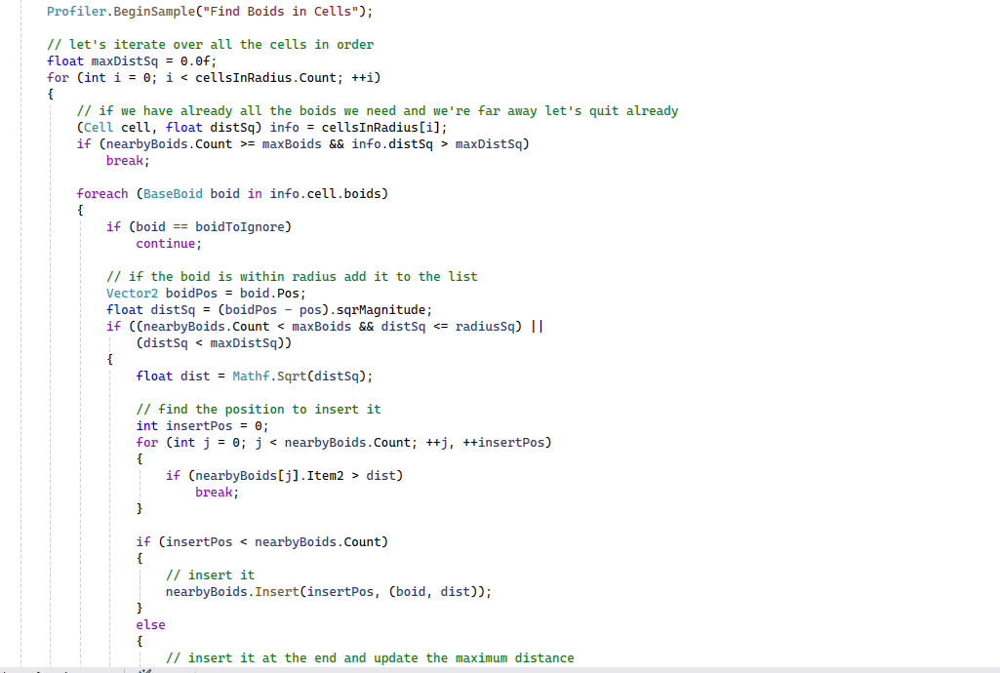 Profiler.BeginSample("Find Boids in Cells");
// let's iterate over all the cells in order
float maxDistSq = 0.0f;
for (int i = 0; i < cellsInRadius.Count; ++i)
{
// if we have already all the boids we need and we're far away let's quit already
(Cell cell, float distSq) info = cellsInRadius[i];
if (nearbyBoids.Count >= maxBoids && info.distSq > maxDistSq)
break;
foreach (BaseBoid boid in info.cell.boids)
{
if (boid == boidToIgnore)
continue;
// if the boid is within radius add it to the list
Vector2 boidPos = boid.Pos;
float distSq = (boidPos - pos).sqrMagnitude;
if ((nearbyBoids.Count < maxBoids && distSq <= radiusSq) ||
(distSq < maxDistSq))
{
float dist = Mathf.Sqrt(distSq);
// find the position to insert it
int insertPos = 0;
for (int j = 0; j < nearbyBoids.Count; ++j, ++insertPos)
{
if (nearbyBoids[j].Item2 > dist)
break;
}
if (insertPos < nearbyBoids.Count)
{
// insert it
nearbyBoids.Insert(insertPos, (boid, dist));
}
else
{
// insert it at the end and update the maximum distance